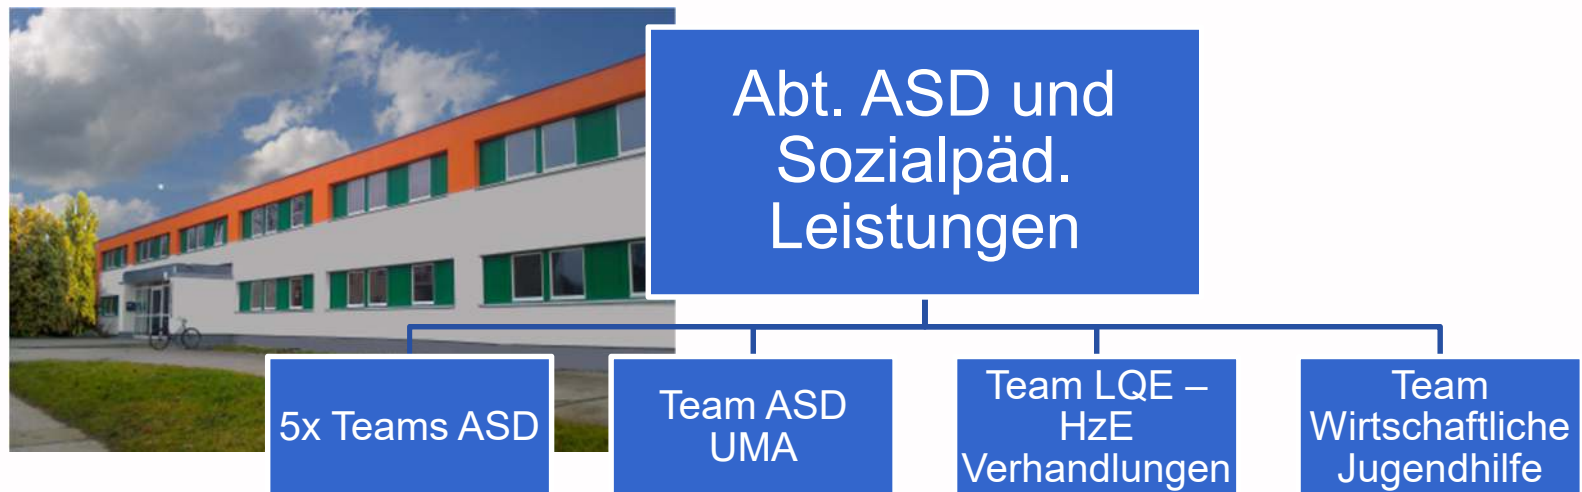 Abt. ASD und
Sozialpäd.
Leistungen
5x Teams ASD
Team ASD
UMA
Team LQE –
HzE
Verhandlungen
Team
Wirtschaftliche
Jugendhilfe